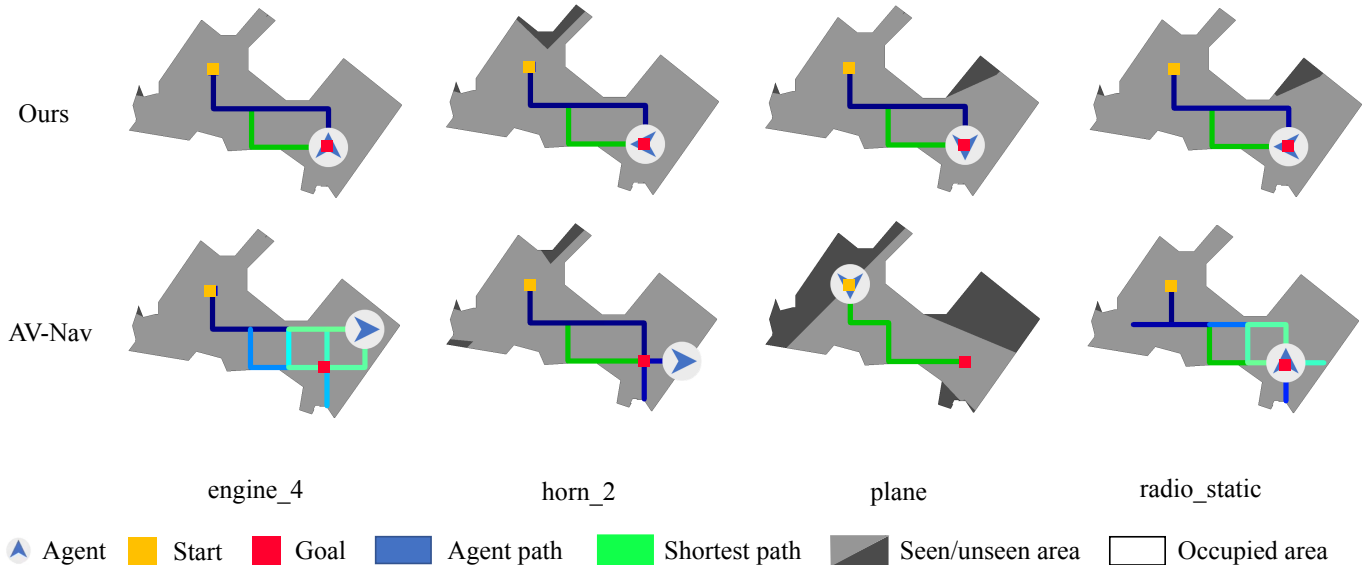 Ours
AV-Nav
engine_4 horn_2 plane radio_static
Agent Start Goal Agent path Shortest path Seen/unseen area Occupied area